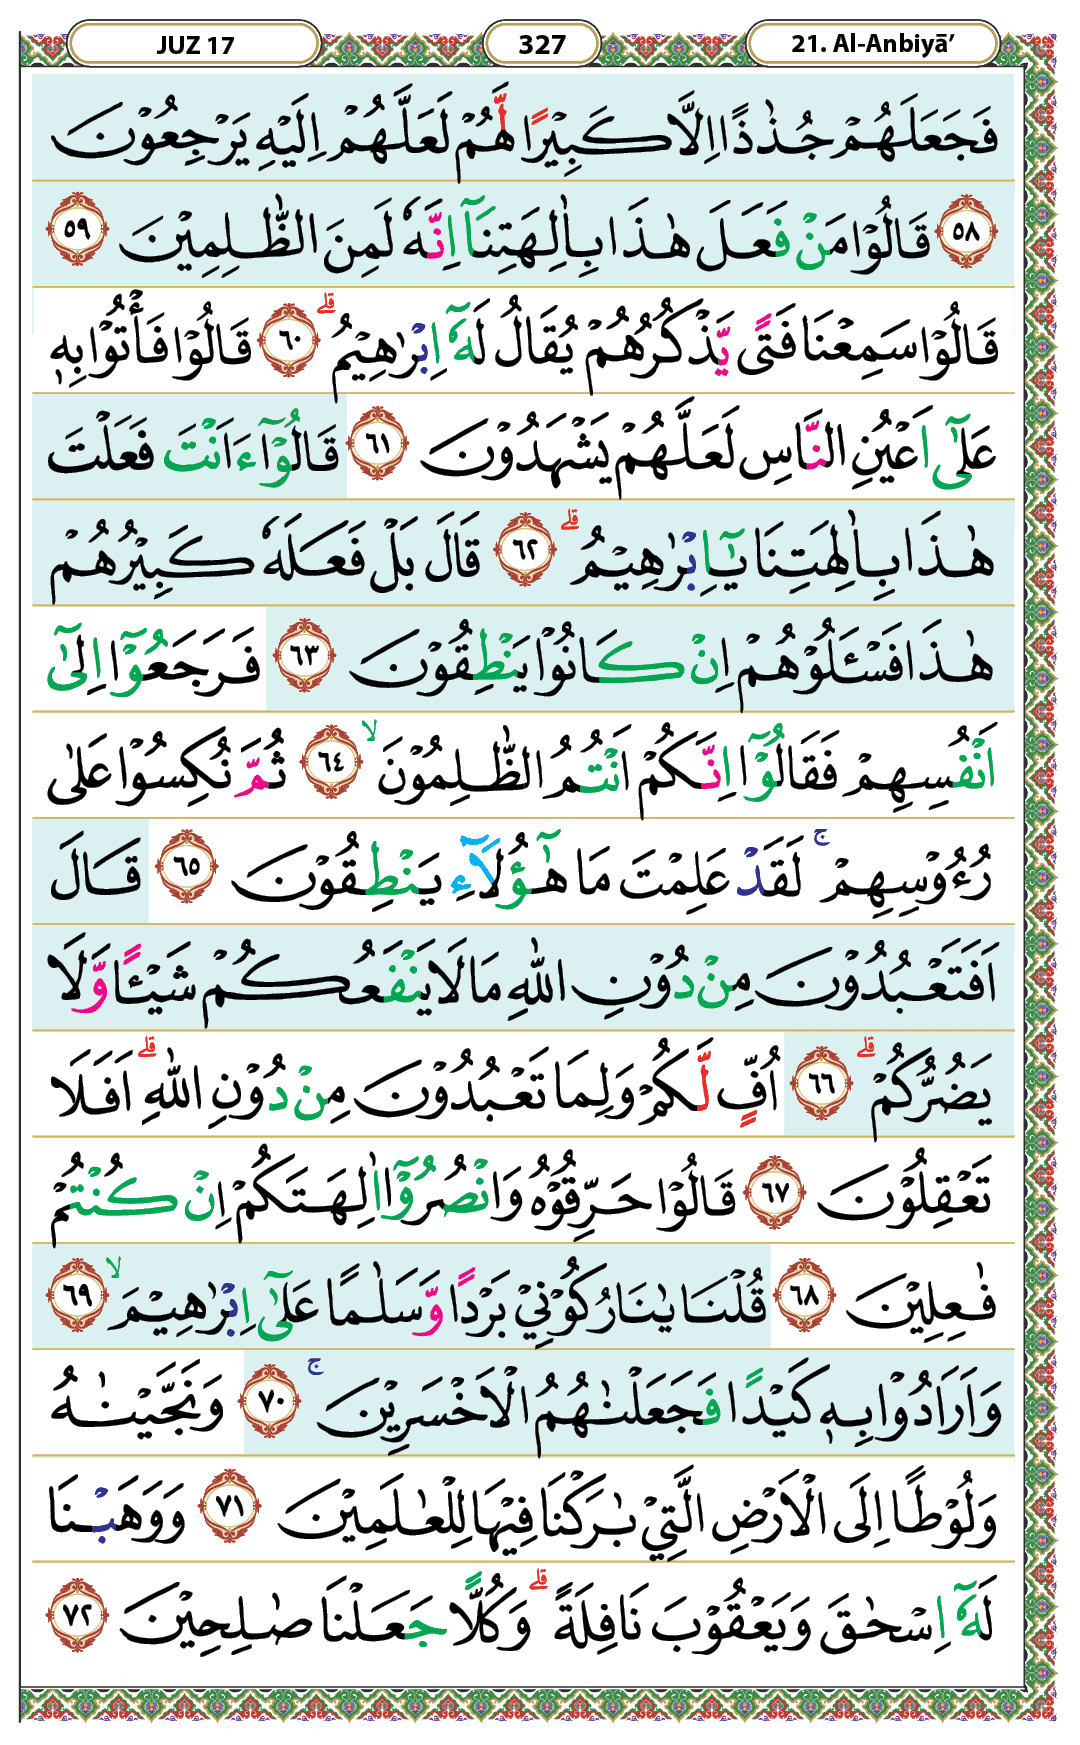 JUZ 17 327 21. Al-Anbiyā’
فَجَعَلَهُمْ جُذٰذًا اِلَّا كَبِيْرًا لَّهُمْ لَعَلَّهُمْ اِلَيْهِ يَرْجِعُوْنَ
٥٨ قَالُوْا مَنْ فَعَلَ هٰذَا بِاٰلِهَتِنَآ اِنَّهٗ لَمِنَ الظّٰلِمِيْنَ ٥٩
قَالُوْا سَمِعْنَا فَتًى يَّذْكُرُهُمْ يُقَالُ لَهٗٓ اِبْرٰهِيْمُ ۗ ٦٠ قَالُوْا فَأْتُوْا بِهٖ
عَلٰٓى اَعْيُنِ النَّاسِ لَعَلَّهُمْ يَشْهَدُوْنَ ٦١ قَالُوْٓا ءَاَنْتَ فَعَلْتَ
هٰذَا بِاٰلِهَتِنَا يٰٓاِبْرٰهِيْمُ ۗ ٦٢ قَالَ بَلْ فَعَلَهٗ كَبِيْرُهُمْ
هٰذَا فَسْـَٔلُوْهُمْ اِنْ كَانُوْا يَنْطِقُوْنَ ٦٣ فَرَجَعُوْٓا اِلٰٓى
اَنْفُسِهِمْ فَقَالُوْٓا اِنَّكُمْ اَنْتُمُ الظّٰلِمُوْنَ ۙ ٦٤ ثُمَّ نُكِسُوْا عَلٰى
رُءُوْسِهِمْ ۚ لَقَدْ عَلِمْتَ مَا هٰٓؤُلَاۤءِ يَنْطِقُوْنَ ٦٥ قَالَ
اَفَتَعْبُدُوْنَ مِنْ دُوْنِ اللّٰهِ مَا لَا يَنْفَعُكُمْ شَيْـًٔا وَّلَا
يَضُرُّكُمْ ۗ ٦٦ اُفٍّ لَّكُمْ وَلِمَا تَعْبُدُوْنَ مِنْ دُوْنِ اللّٰهِ ۗ اَفَلَا
تَعْقِلُوْنَ ٦٧ قَالُوْا حَرِّقُوْهُ وَانْصُرُوْٓا اٰلِهَتَكُمْ اِنْ كُنْتُمْ
فٰعِلِيْنَ ٦٨ قُلْنَا يٰنَارُ كُوْنِيْ بَرْدًا وَّسَلٰمًا عَلٰٓى اِبْرٰهِيْمَ ۙ ٦٩
وَاَرَادُوْا بِهٖ كَيْدًا فَجَعَلْنٰهُمُ الْاَخْسَرِيْنَ ۚ ٧٠ وَنَجَّيْنٰهُ
وَلُوْطًا اِلَى الْاَرْضِ الَّتِيْ بٰرَكْنَا فِيْهَا لِلْعٰلَمِيْنَ ٧١ وَوَهَبْنَا
لَهٗٓ اِسْحٰقَ وَيَعْقُوْبَ نَافِلَةً ۗ وَكُلًّا جَعَلْنَا صٰلِحِيْنَ ٧٢